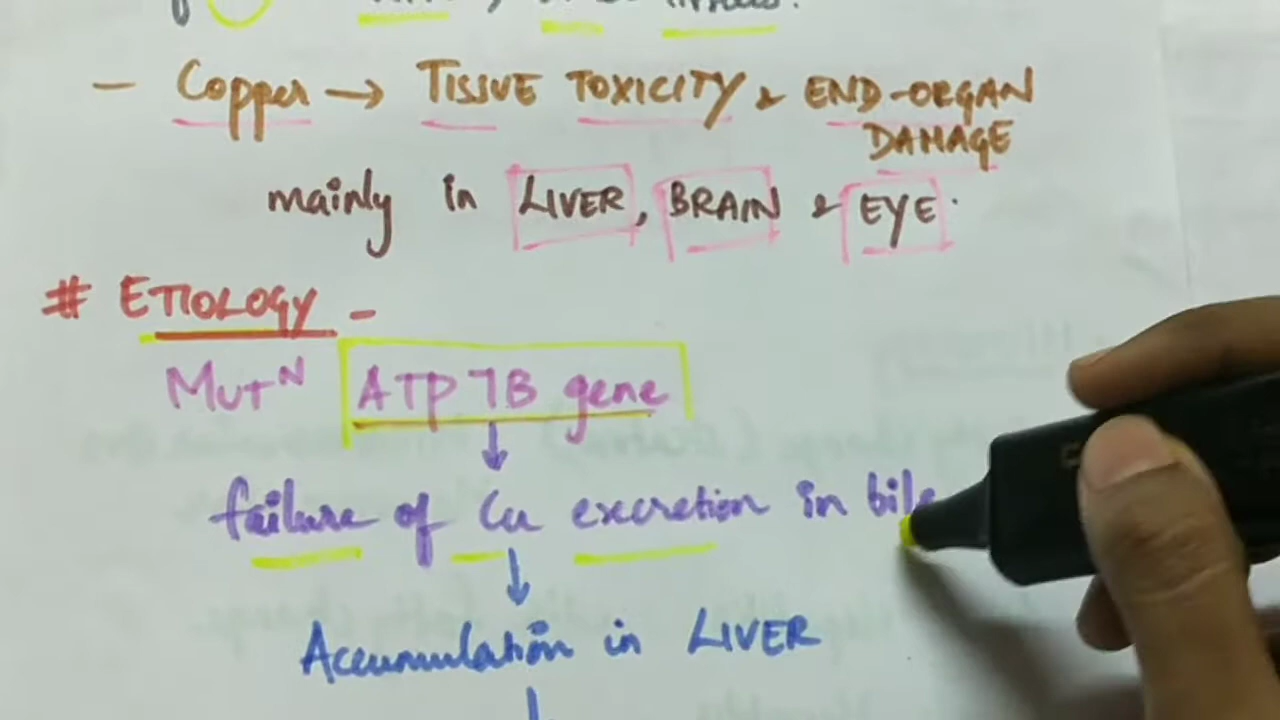 - Copper → TISSUE TOXICITY & END-ORGAN
DAMAGE
mainly in LIVER, BRAIN & EYE.
# ETIOLOGY -
MUTᴺ ATP7B gene
↓
failure of Cu excretion in bile
↓
Accumulation in LIVER